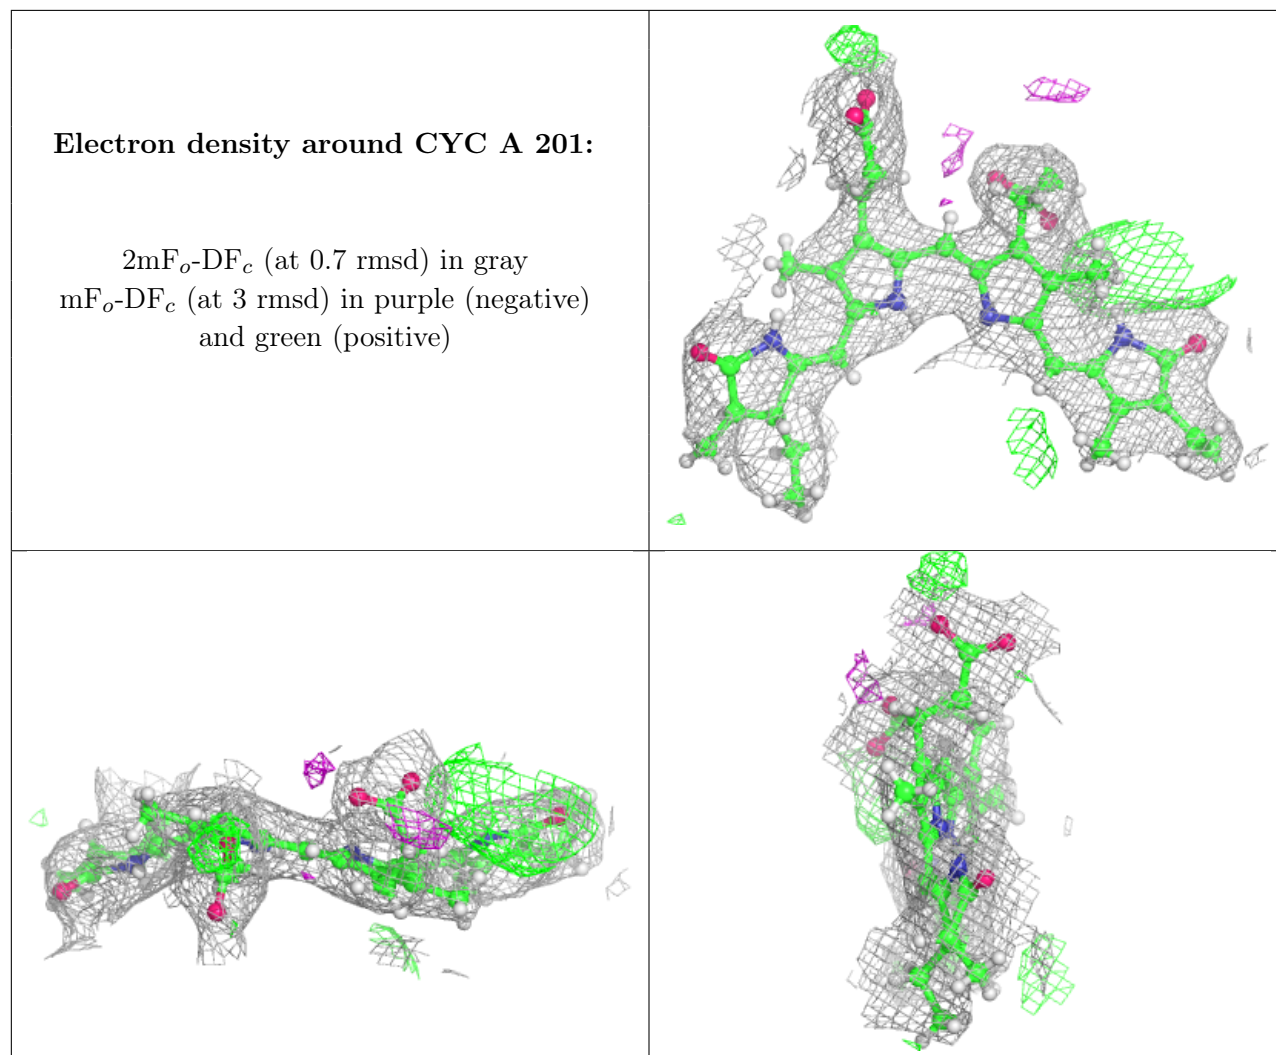 Electron density around CYC A 201:
2mFₒ-DF𝒸 (at 0.7 rmsd) in gray
mFₒ-DF𝒸 (at 3 rmsd) in purple (negative)
and green (positive)